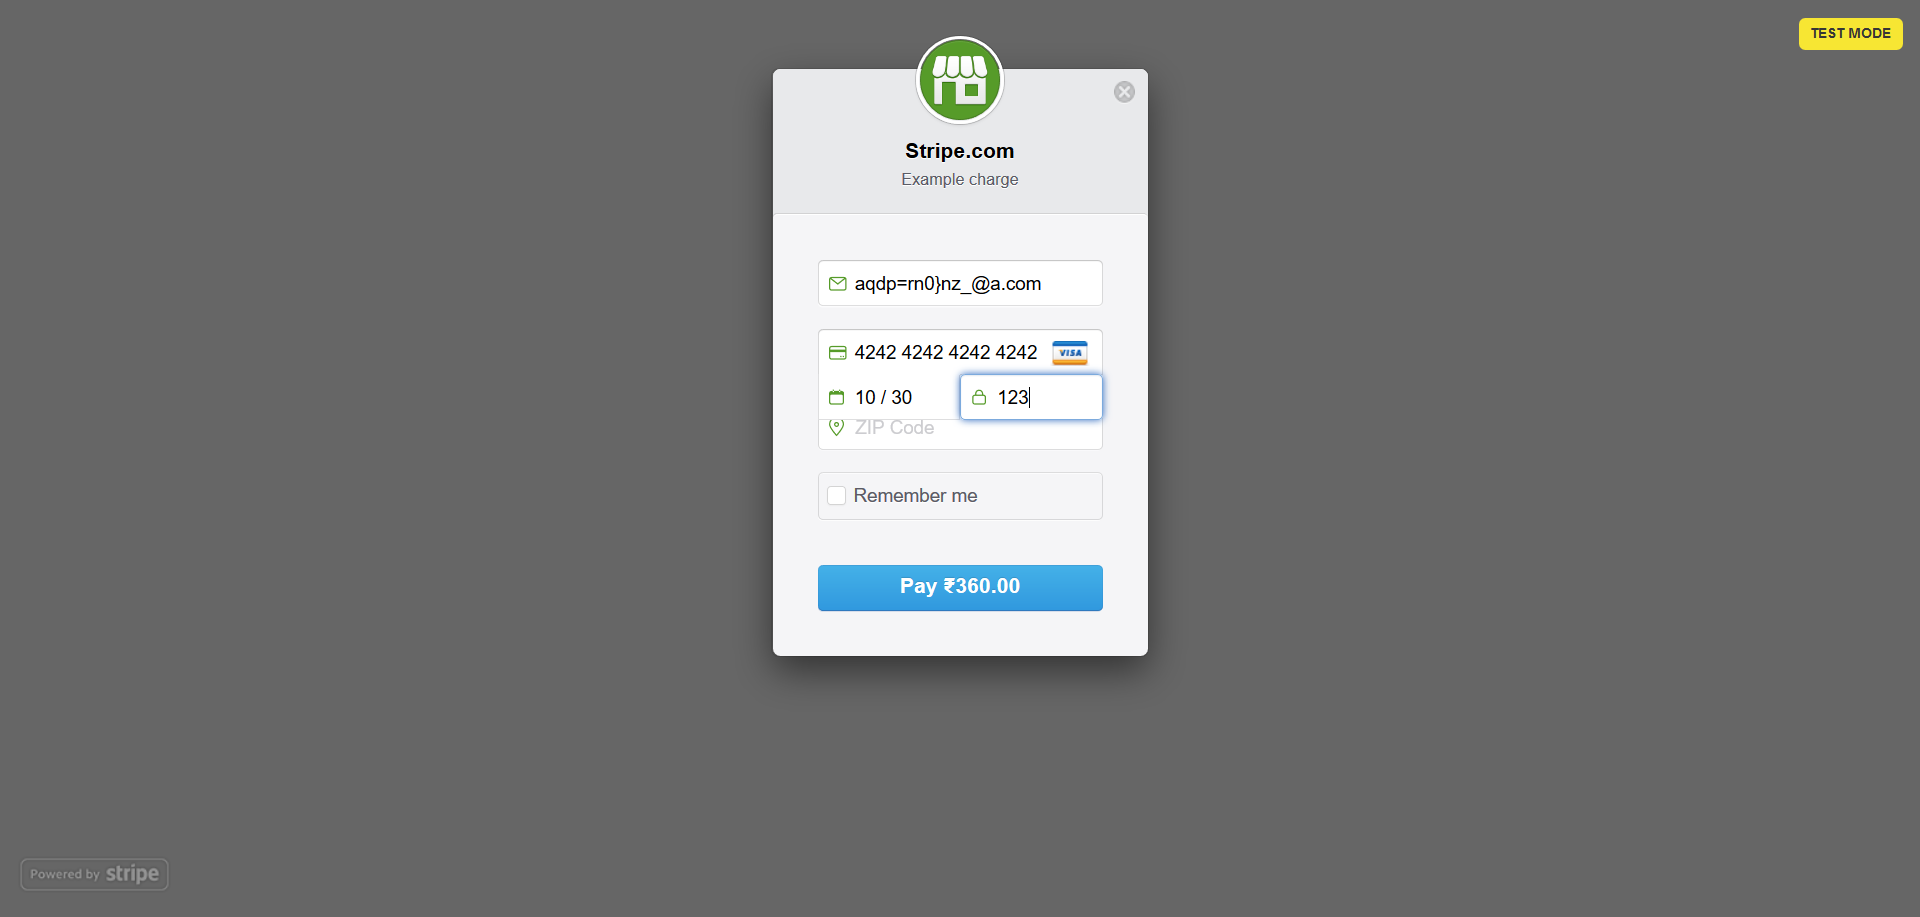 TEST MODE
Stripe.com
Example charge
aqdp=rn0}nz_@a.com
4242 4242 4242 4242 VISA
10 / 30 123
ZIP Code
Remember me
Pay ₹360.00
Powered by stripe